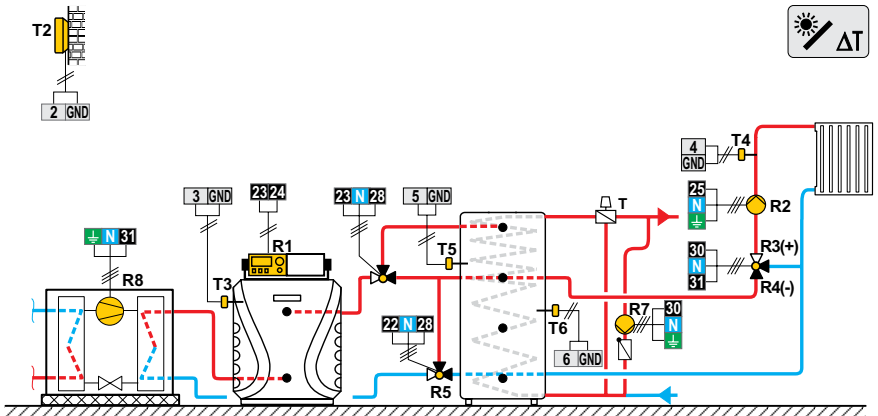 T2
2 GND
ΔT
4
GND
T4
3 GND
23 24
23 N 28
5 GND
25
N
R2
T
R1
N 31
R8
T3
T5
30
N
31
R3(+)
R4(-)
22 N 28
T6
R7
30
N
6 GND
R5